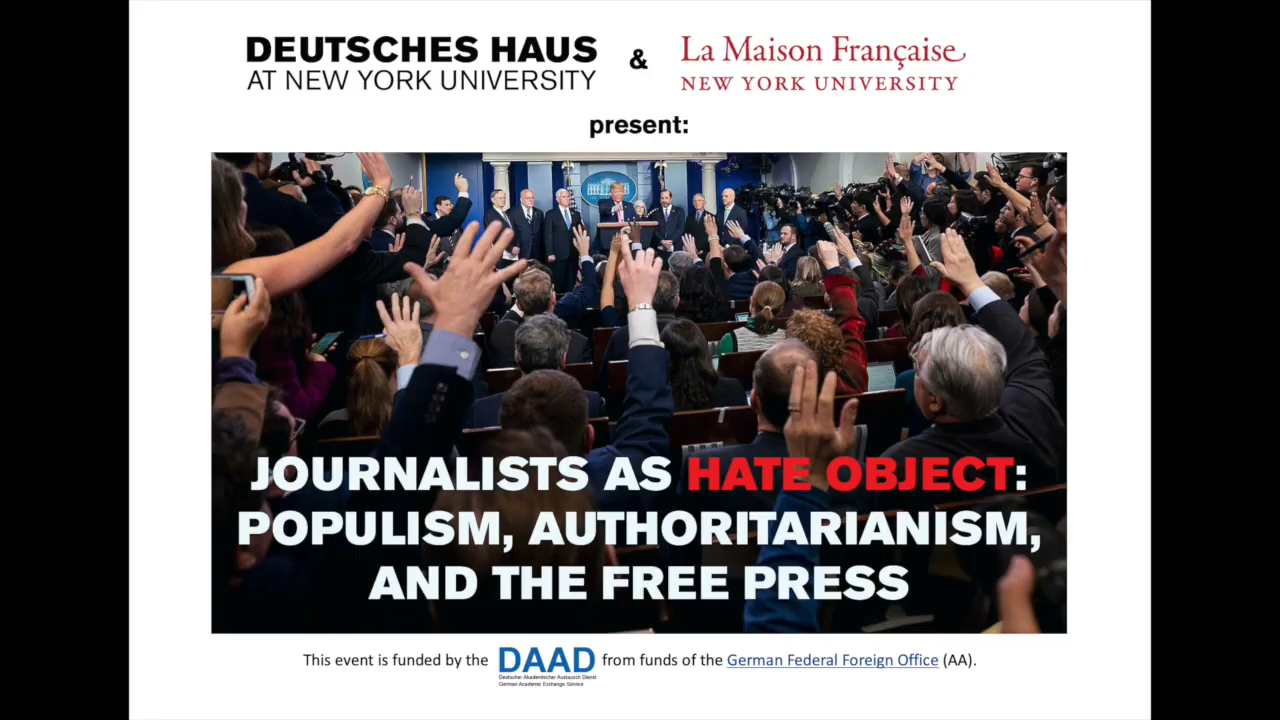 DEUTSCHES HAUS
AT NEW YORK UNIVERSITY
&
La Maison Française
NEW YORK UNIVERSITY
present:
JOURNALISTS AS HATE OBJECT:
POPULISM, AUTHORITARIANISM,
AND THE FREE PRESS
This event is funded by the DAAD from funds of the German Federal Foreign Office (AA).
Deutscher Akademischer Austausch Dienst
German Academic Exchange Service